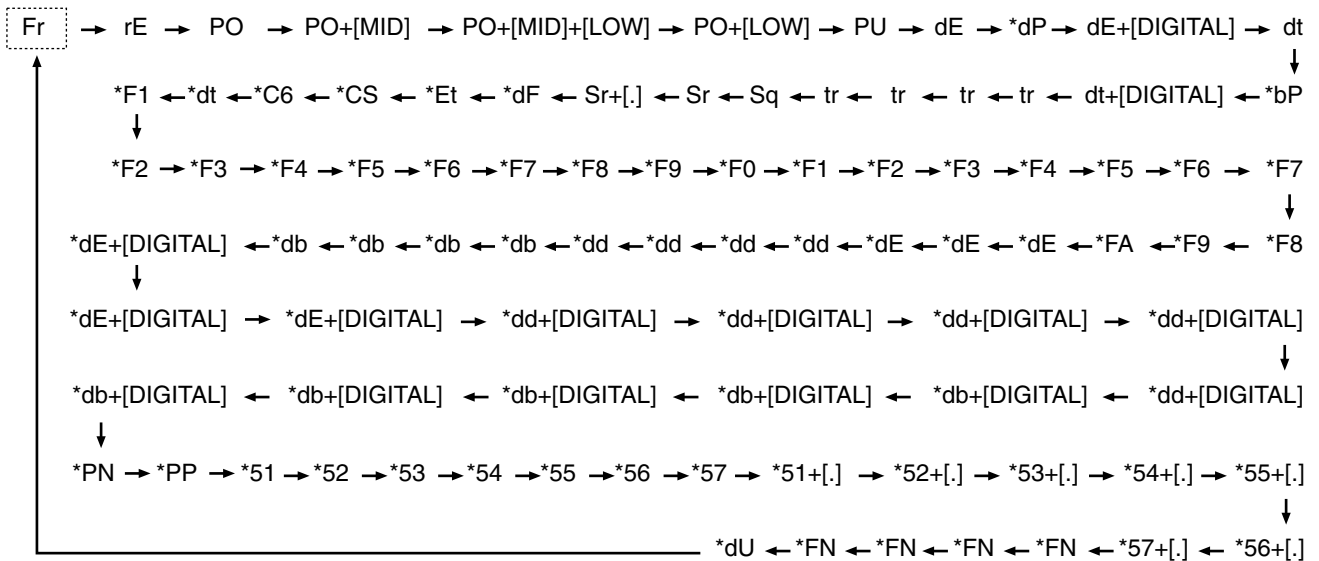 Fr → rE → PO → PO+[MID] → PO+[MID]+[LOW] → PO+[LOW] → PU → dE → *dP → dE+[DIGITAL] → dt
*F1 ← *dt ← *C6 ← *CS ← *Et ← *dF ← Sr+[.] ← Sr ← Sq ← tr ← tr ← tr ← tr ← dt+[DIGITAL] ← *bP
*F2 → *F3 → *F4 → *F5 → *F6 → *F7 → *F8 → *F9 → *F0 → *F1 → *F2 → *F3 → *F4 → *F5 → *F6 → *F7
*dE+[DIGITAL] ← *db ← *db ← *db ← *db ← *dd ← *dd ← *dd ← *dd ← *dE ← *dE ← *dE ← *FA ← *F9 ← *F8
*dE+[DIGITAL] → *dE+[DIGITAL] → *dd+[DIGITAL] → *dd+[DIGITAL] → *dd+[DIGITAL] → *dd+[DIGITAL]
*db+[DIGITAL] ← *db+[DIGITAL] ← *db+[DIGITAL] ← *db+[DIGITAL] ← *db+[DIGITAL] ← *dd+[DIGITAL]
*PN → *PP → *51 → *52 → *53 → *54 → *55 → *56 → *57 → *51+[.] → *52+[.] → *53+[.] → *54+[.] → *55+[.]
*dU ← *FN ← *FN ← *FN ← *FN ← *57+[.] ← *56+[.]